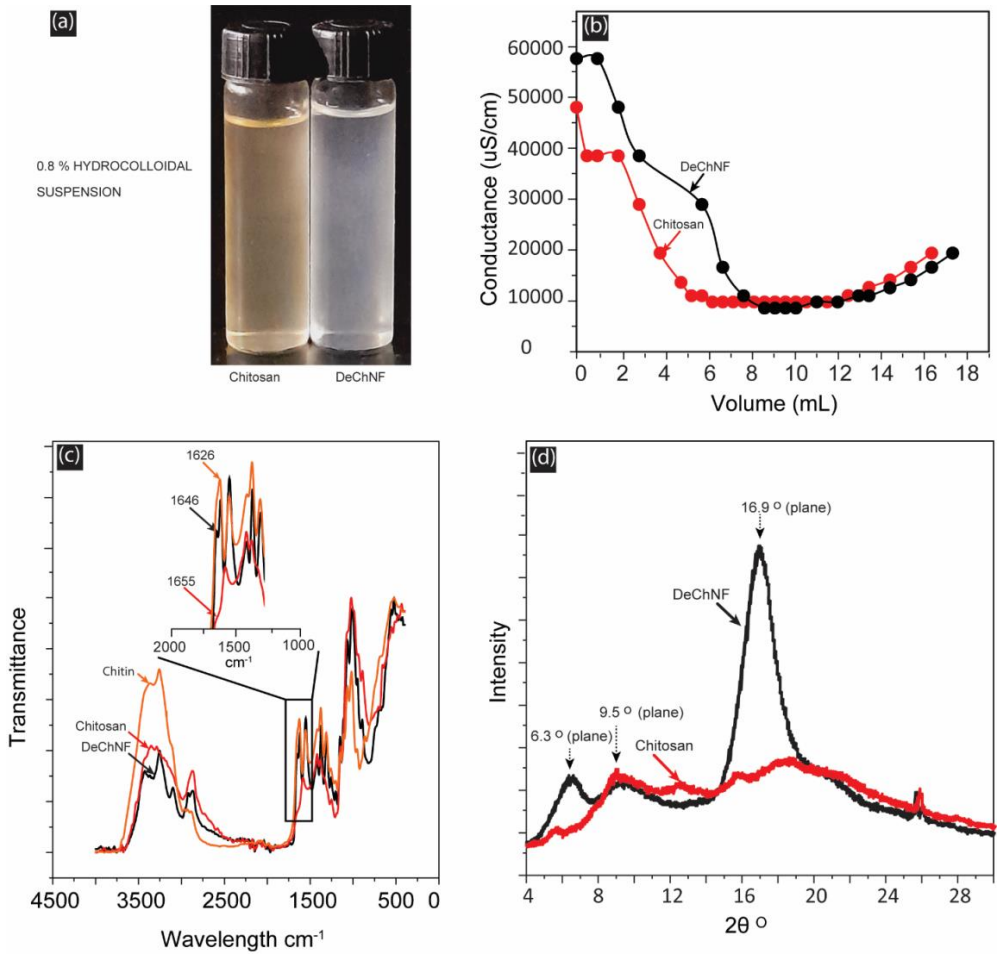 (a)
0.8 % HYDROCOLLOIDAL
SUSPENSION
Chitosan
DeChNF
(b)
Conductance (uS/cm)
60000
50000
40000
30000
20000
10000
0
DeChNF
Chitosan
0 2 4 6 8 10 12 14 16 18
Volume (mL)
(c)
Transmittance
1626
1646
1655
2000 1500 1000
cm-1
Chitin
Chitosan
DeChNF
4500 3500 2500 1500 500 0
Wavelength cm-1
(d)
Intensity
16.9 O (plane)
DeChNF
9.5 O (plane)
6.3 O (plane)
Chitosan
4 8 12 16 20 24 28
2θ O